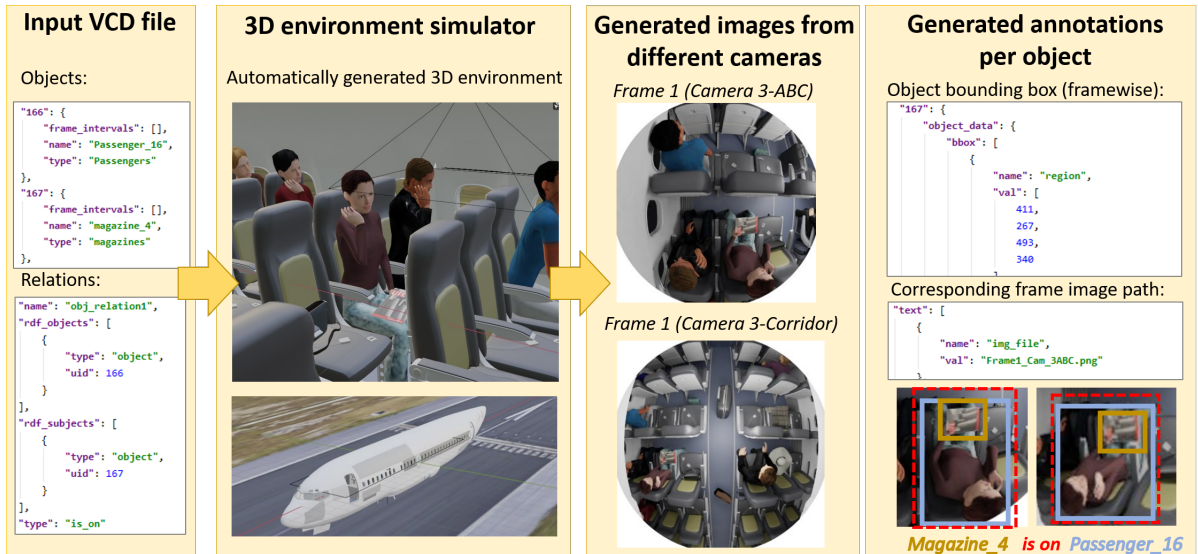 Input VCD file
Objects:
"166": {
"frame_intervals": [],
"name": "Passenger_16",
"type": "Passengers"
},
"167": {
"frame_intervals": [],
"name": "magazine_4",
"type": "magazines"
},
Relations:
"name": "obj_relation1",
"rdf_objects": [
{
"type": "object",
"uid": 166
}
],
"rdf_subjects": [
{
"type": "object",
"uid": 167
}
],
"type": "is_on"
3D environment simulator
Automatically generated 3D environment
Generated images from
different cameras
Frame 1 (Camera 3-ABC)
Frame 1 (Camera 3-Corridor)
Generated annotations
per object
Object bounding box (framewise):
"167": {
"object_data": {
"bbox": [
{
"name": "region",
"val": [
411,
267,
493,
340
]
Corresponding frame image path:
"text": [
{
"name": "img_file",
"val": "Frame1_Cam_3ABC.png"
}
Magazine_4 is on Passenger_16